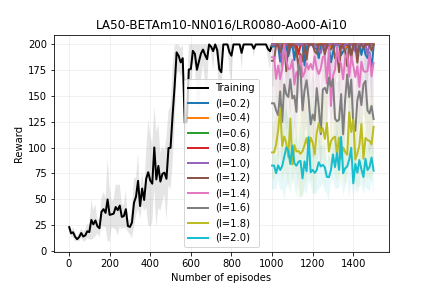 LA50-BETAm10-NN016/LR0080-Ao00-Ai10
200
175
150
125
100
75
50
25
0
Reward
Training
(l=0.2)
(l=0.4)
(l=0.6)
(l=0.8)
(l=1.0)
(l=1.2)
(l=1.4)
(l=1.6)
(l=1.8)
(l=2.0)
0 200 400 600 800 1000 1200 1400
Number of episodes